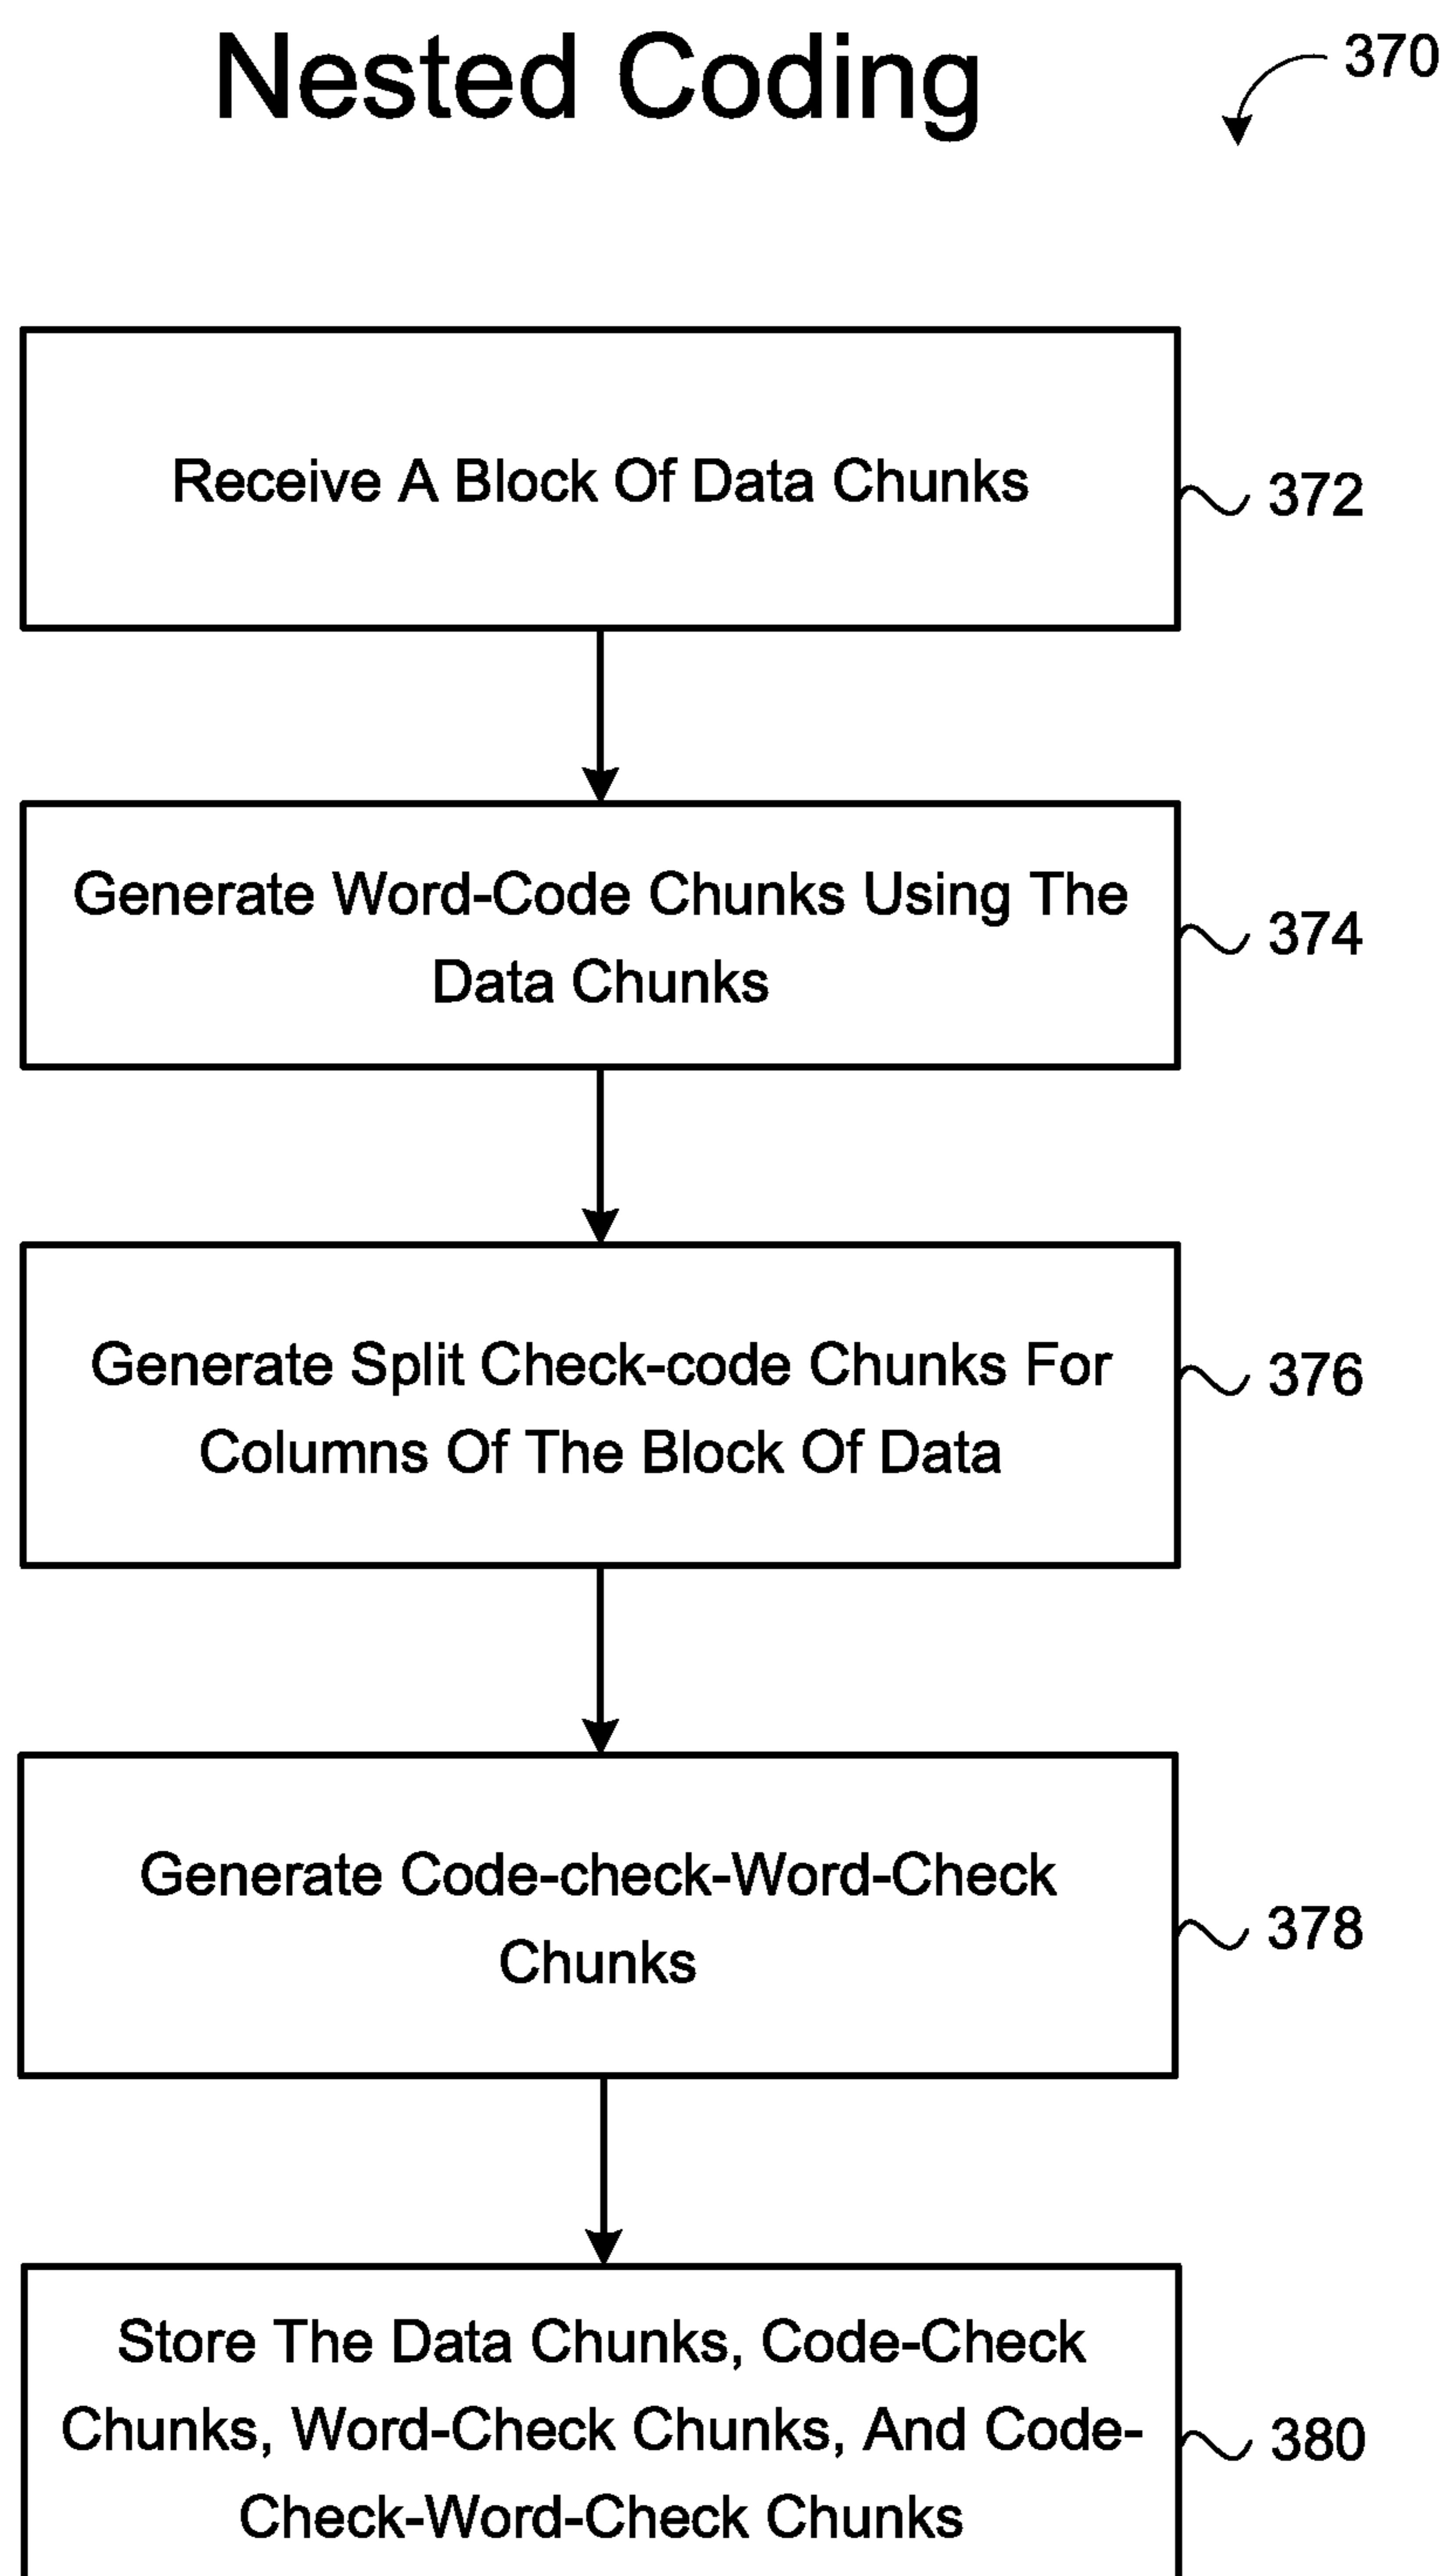 Nested Coding
370
Receive A Block Of Data Chunks
372
Generate Word-Code Chunks Using The
Data Chunks
374
Generate Split Check-code Chunks For
Columns Of The Block Of Data
376
Generate Code-check-Word-Check
Chunks
378
Store The Data Chunks, Code-Check
Chunks, Word-Check Chunks, And Code-
Check-Word-Check Chunks
380